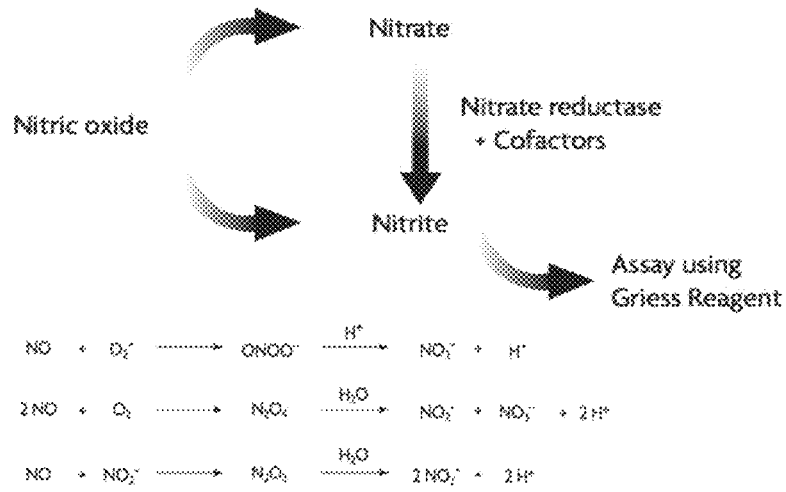 Nitrate
Nitric oxide
Nitrate reductase
+ Cofactors
Nitrite
Assay using
Griess Reagent
NO + O₂⁻ → ONOO⁻ H⁺ → NO₃⁻ + H⁺
2 NO + O₂ → N₂O₄ H₂O → NO₂⁻ + NO₃⁻ + 2 H⁺
NO + NO₂⁻ → N₂O₃ H₂O → 2 NO₂⁻ + 2 H⁺